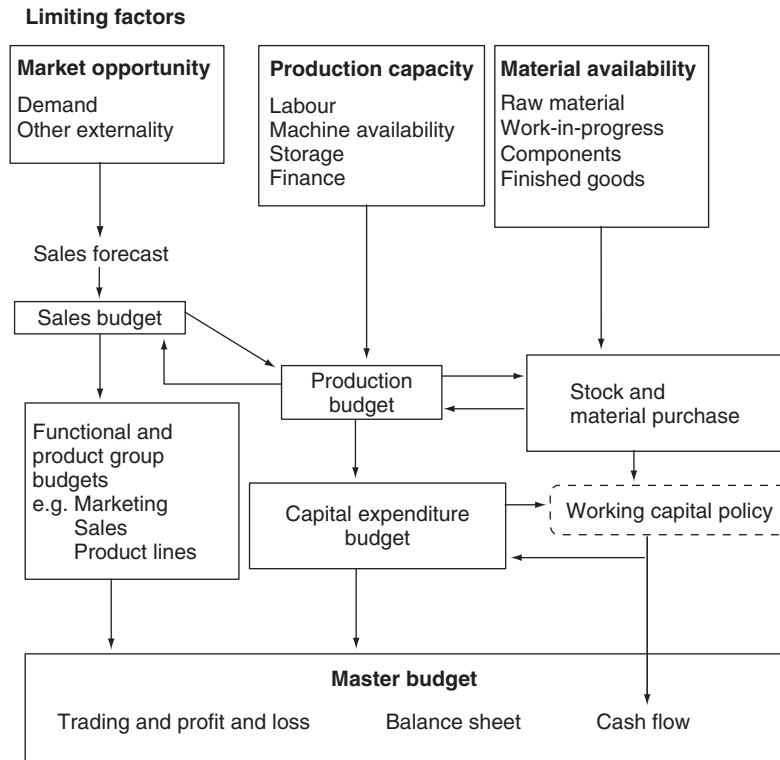 Limiting factors
Market opportunity
Demand
Other externality
Production capacity
Labour
Machine availability
Storage
Finance
Material availability
Raw material
Work-in-progress
Components
Finished goods
Sales forecast
Sales budget
Production
budget
Stock and
material purchase
Functional and
product group
budgets
e.g. Marketing
Sales
Product lines
Capital expenditure
budget
Working capital policy
Master budget
Trading and profit and loss
Balance sheet
Cash flow